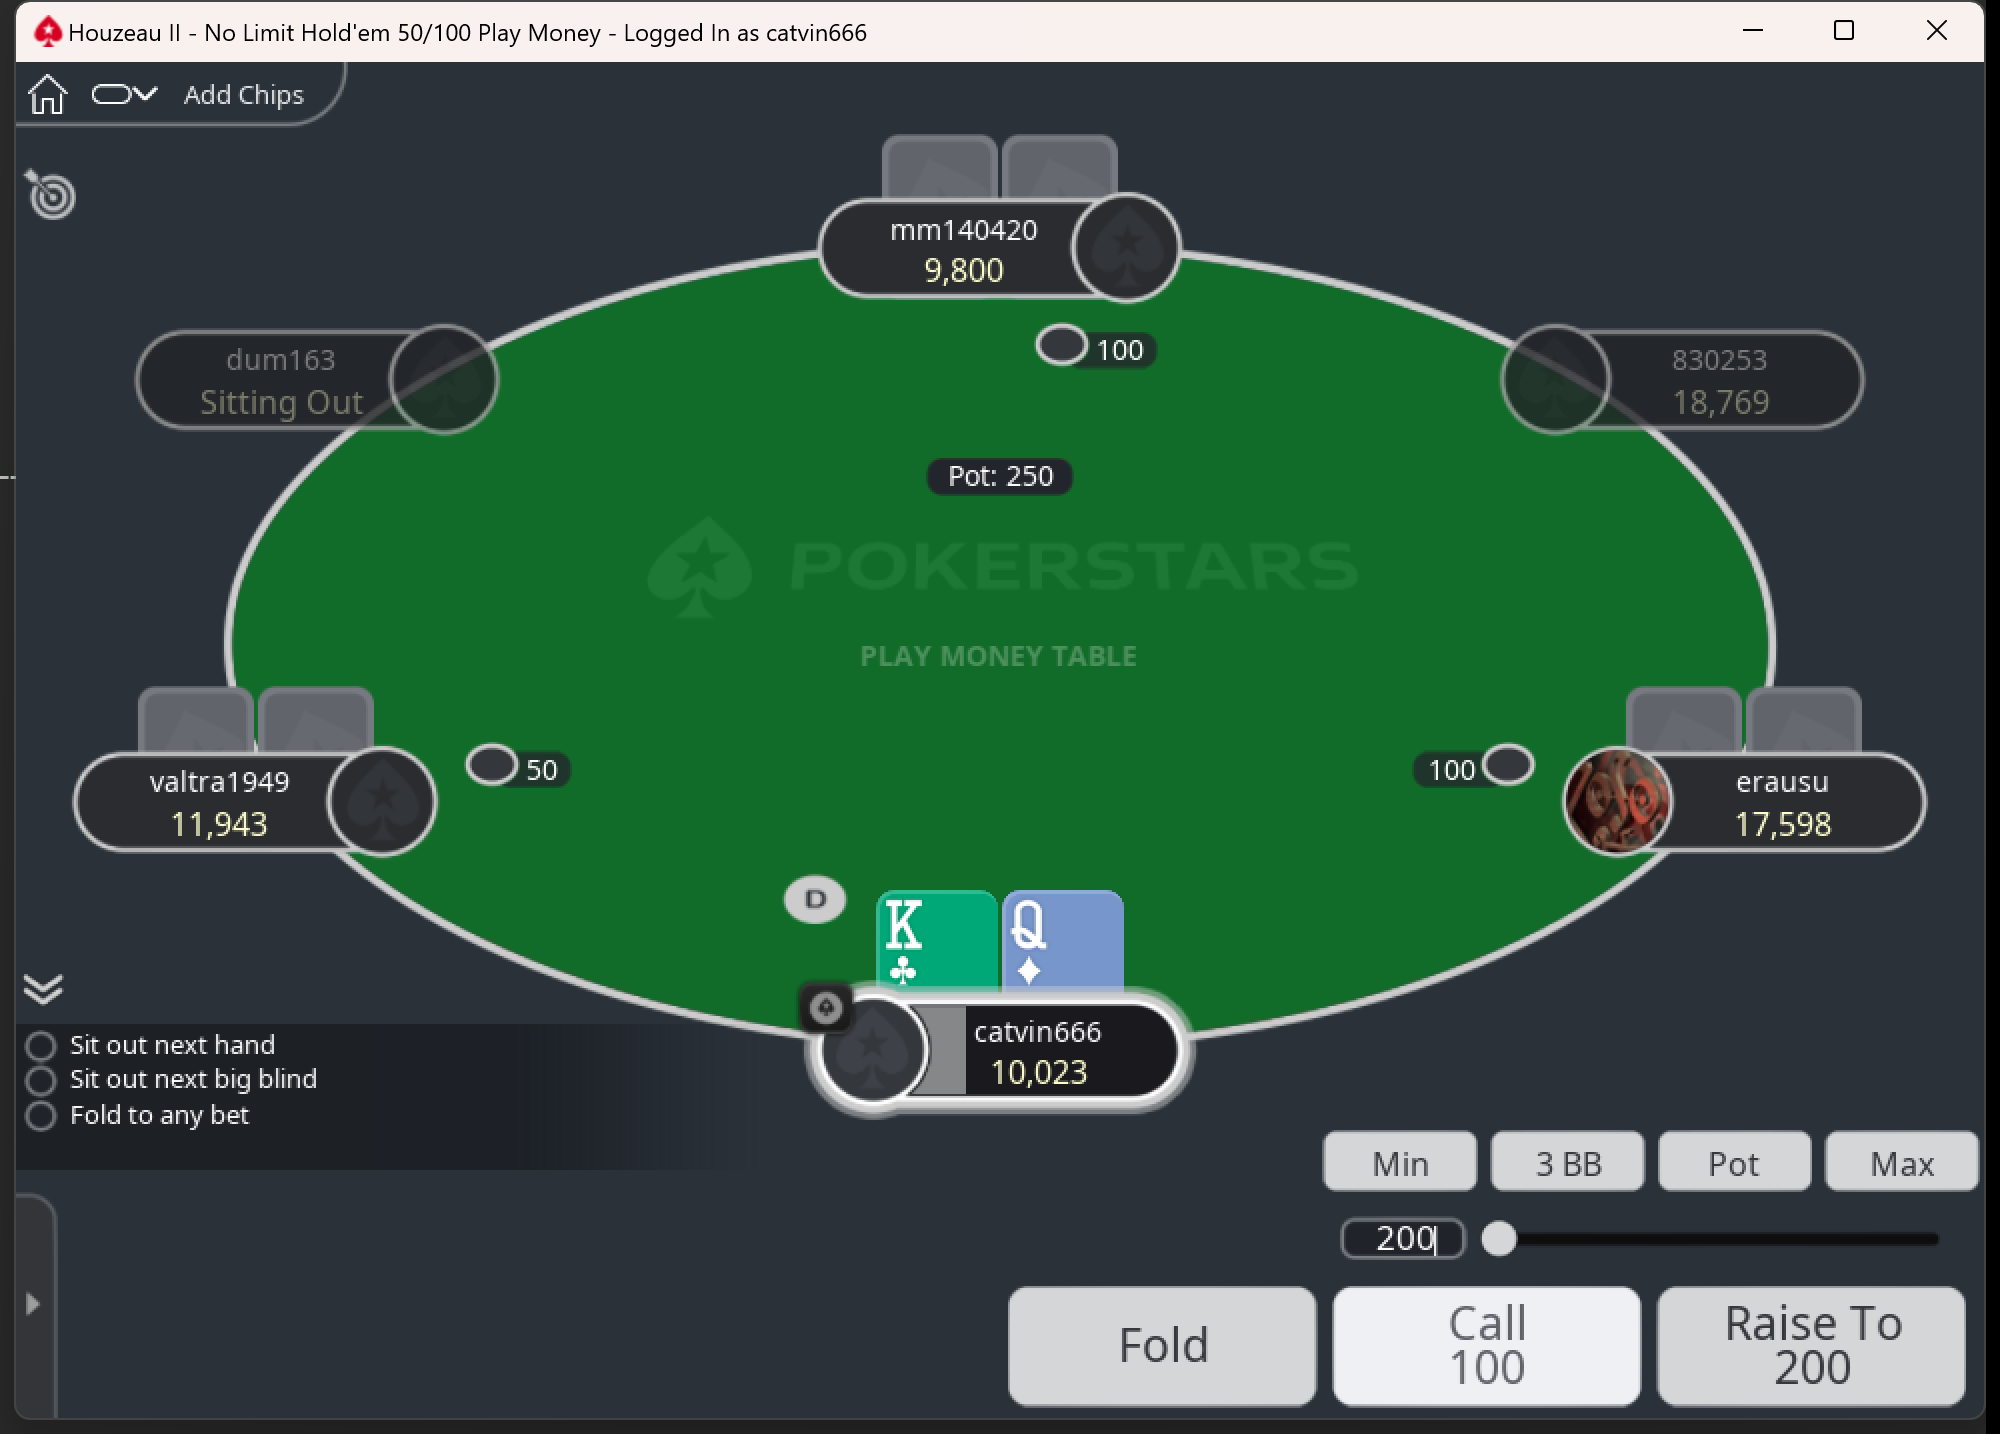 Houzeau II - No Limit Hold'em 50/100 Play Money - Logged In as catvin666
Add Chips
mm140420
9,800
100
dum163
Sitting Out
830253
18,769
Pot: 250
POKERSTARS
PLAY MONEY TABLE
valtra1949
11,943
50
100
erausu
17,598
D
K
Q
catvin666
10,023
Sit out next hand
Sit out next big blind
Fold to any bet
Min
3 BB
Pot
Max
200
Fold
Call
100
Raise To
200